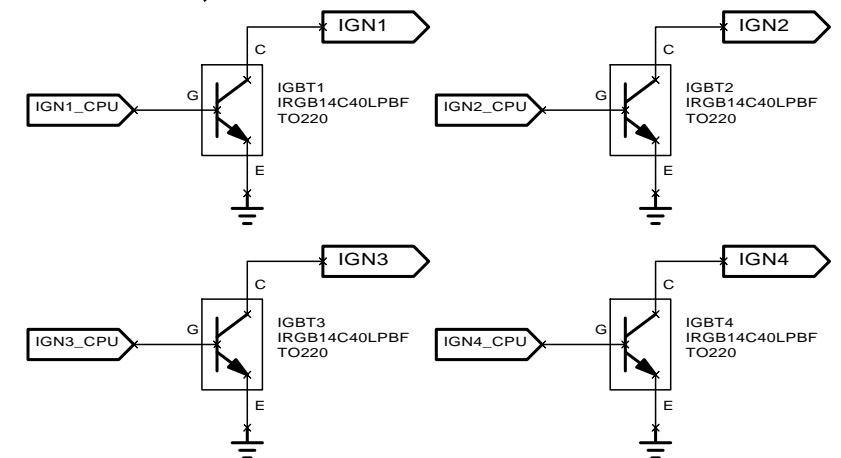 IGN1
C
G
IGN1_CPU
IGBT1
IRGB14C40LPBF
TO220
E
IGN2
C
G
IGN2_CPU
IGBT2
IRGB14C40LPBF
TO220
E
IGN3
C
G
IGN3_CPU
IGBT3
IRGB14C40LPBF
TO220
E
IGN4
C
G
IGN4_CPU
IGBT4
IRGB14C40LPBF
TO220
E